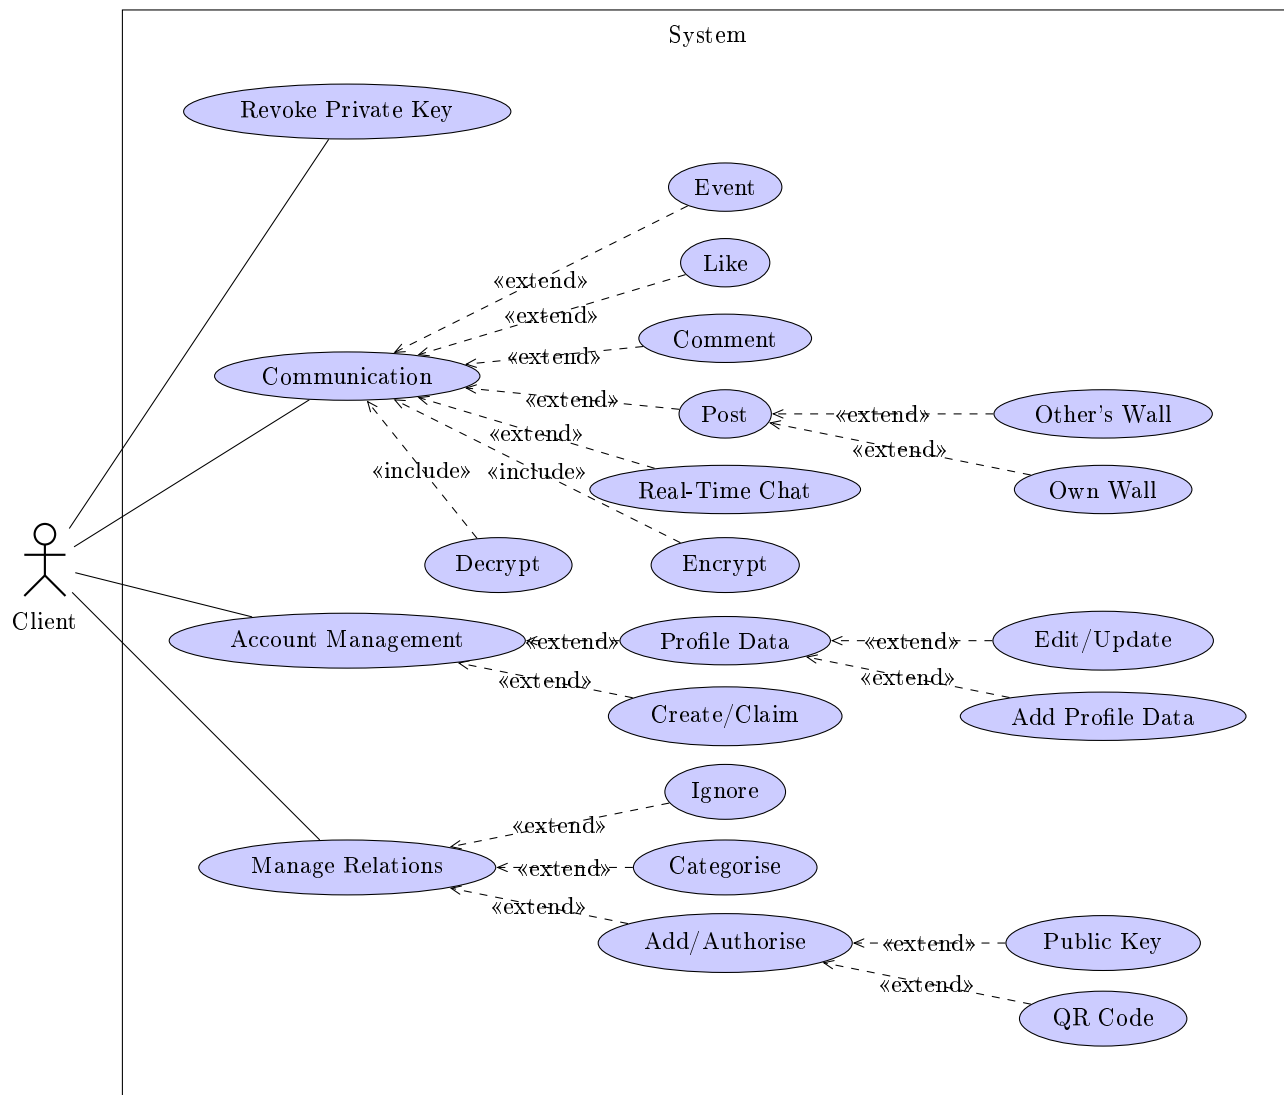 System
Revoke Private Key
Event
Like
«extend»
«extend»
Comment
«extend»
Communication
«extend»
Post
«extend»
Other's Wall
«extend»
«extend»
Own Wall
«include»
«include»
Real-Time Chat
Decrypt
Encrypt
Client
Account Management
«extend»
Profile Data
«extend»
Edit/Update
«extend»
«extend»
Create/Claim
Add Profile Data
Ignore
«extend»
Manage Relations
«extend»
Categorise
«extend»
Add/Authorise
«extend»
Public Key
«extend»
QR Code